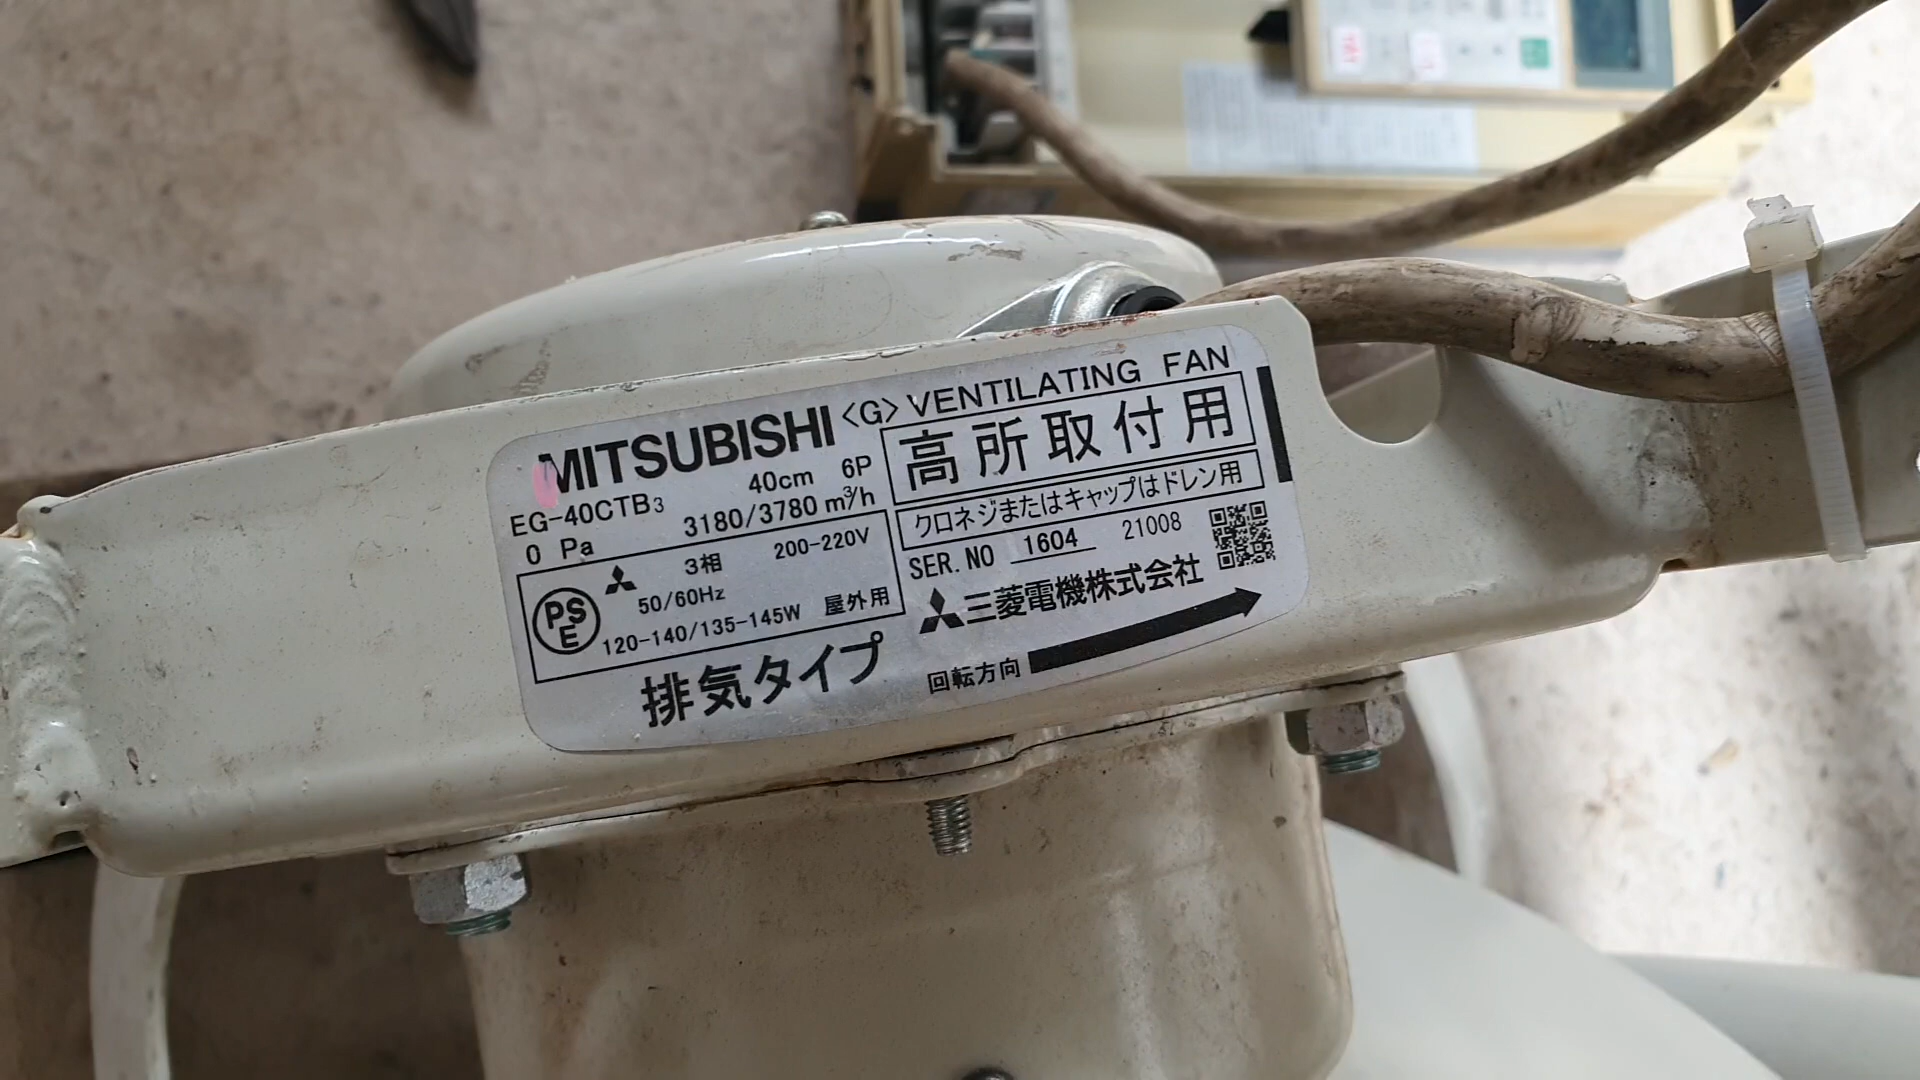 MITSUBISHI <G> VENTILATING FAN
EG-40CTB3
40cm 6P
0 Pa
3180/3780 m³/h
PSE
3相
200-220V
50/60Hz
120-140/135-145W 屋外用
排気タイプ
高所取付用
クロネジまたはキャップはドレン用
SER. NO 1604 21008
三菱電機株式会社
回転方向